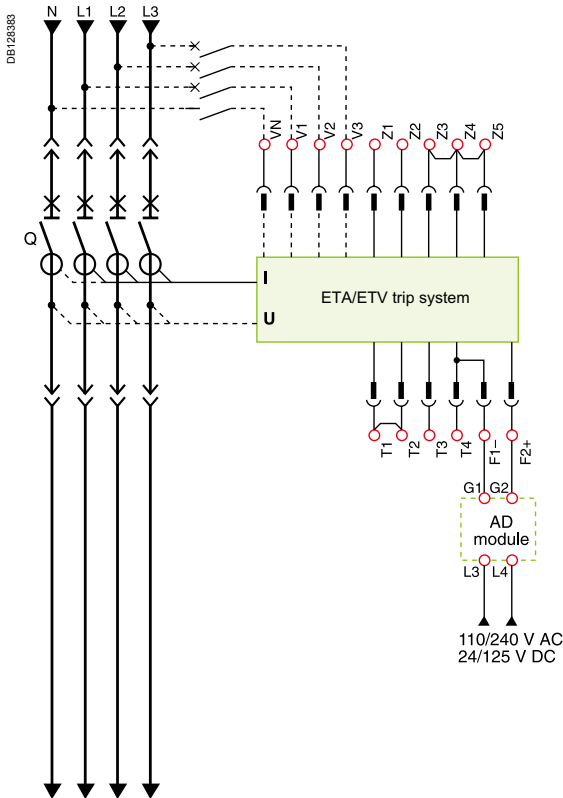 DB128383
N L1 L2 L3
VN V1 V2 V3 Z1 Z2 Z3 Z4 Z5
Q
I
ETA/ETV trip system
U
T1 T2 T3 T4 F1– F2+
G1 G2
AD
module
L3 L4
110/240 V AC
24/125 V DC